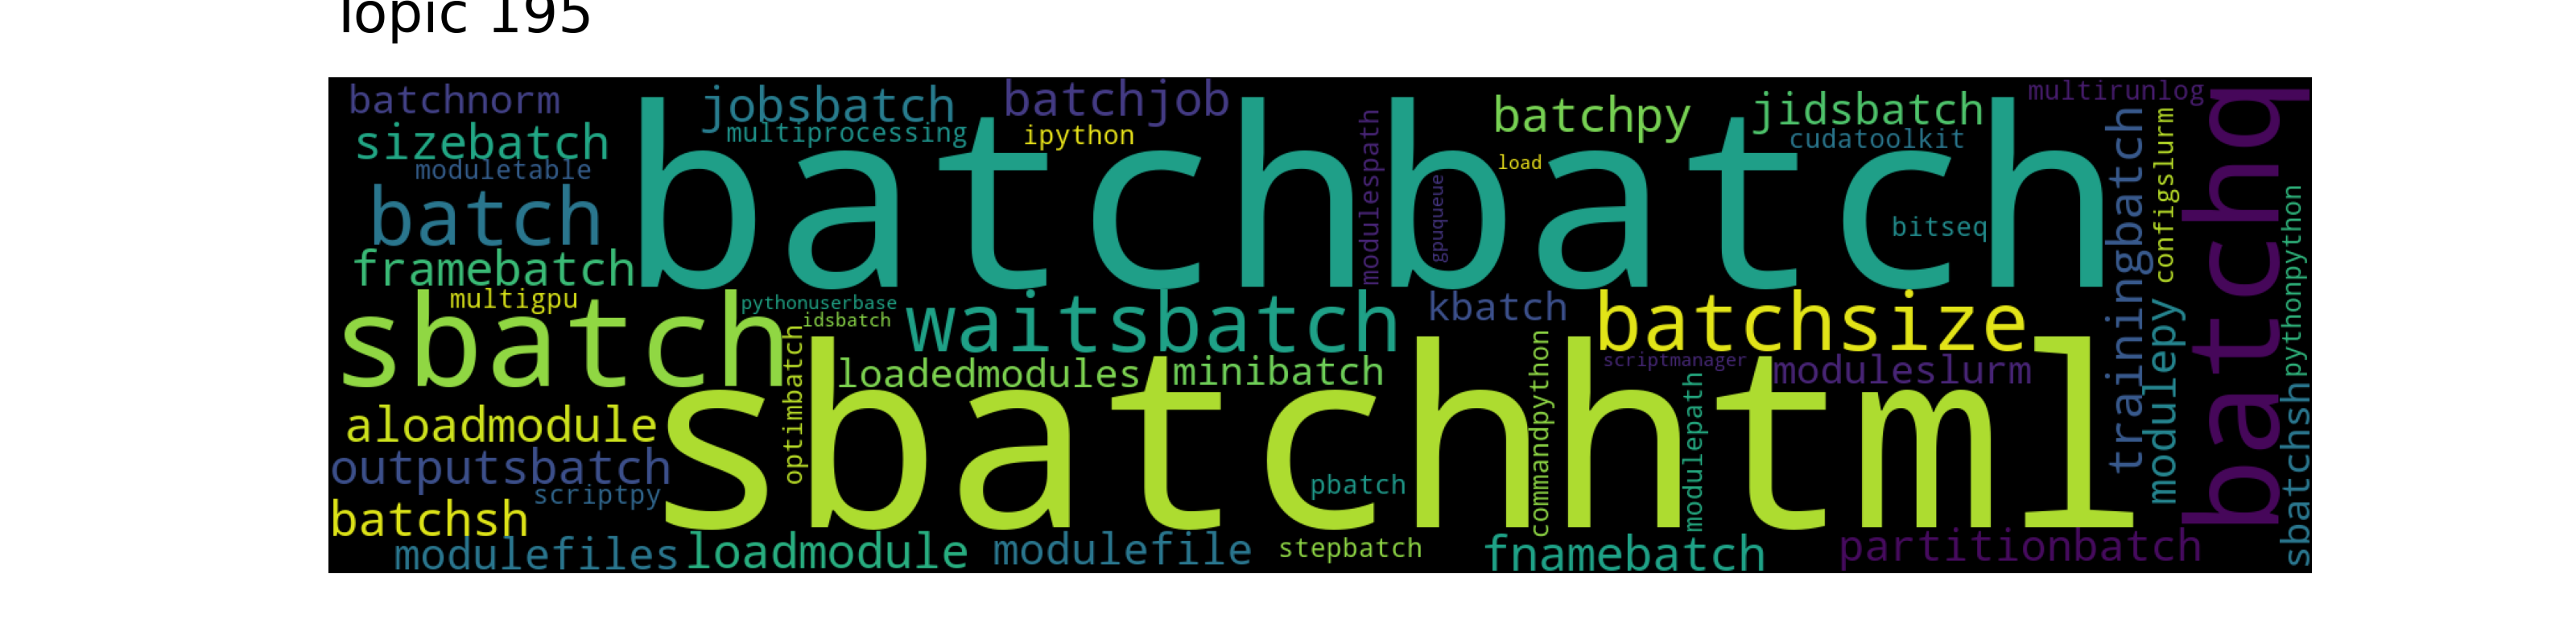 Topic 195
batchnorm
jobsbatch
batchjob
batchpy
jidsbatch
multirunlog
sizebatch
multiprocessing
ipython
cudatoolkit
moduletable
load
batch
batchbatch
modulespath
gpuqueue
bitseq
trainingbatch
configslurm
batchq
pythonpython
framebatch
multigpu
pythonuserbase
idsbatch
waitsbatch
kbatch
batchsize
sbatch
optimbatch
loadedmodules
minibatch
commandpython
scriptmanager
moduleslurm
modulepath
modulepy
sbatchsh
aloadmodule
sbatchhtml
outputsbatch
scriptpy
pbatch
batchsh
modulefiles
loadmodule
modulefile
stepbatch
fnamebatch
partitionbatch